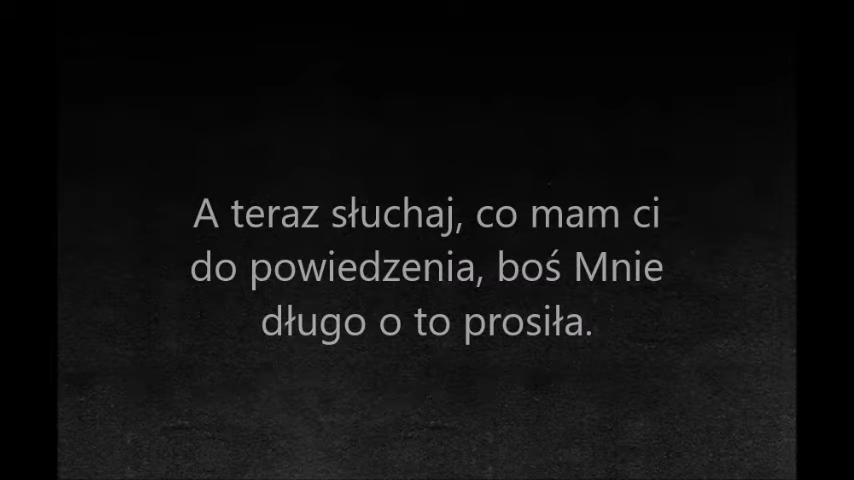 A teraz słuchaj, co mam ci
do powiedzenia, boś Mnie
długo o to prosiła.